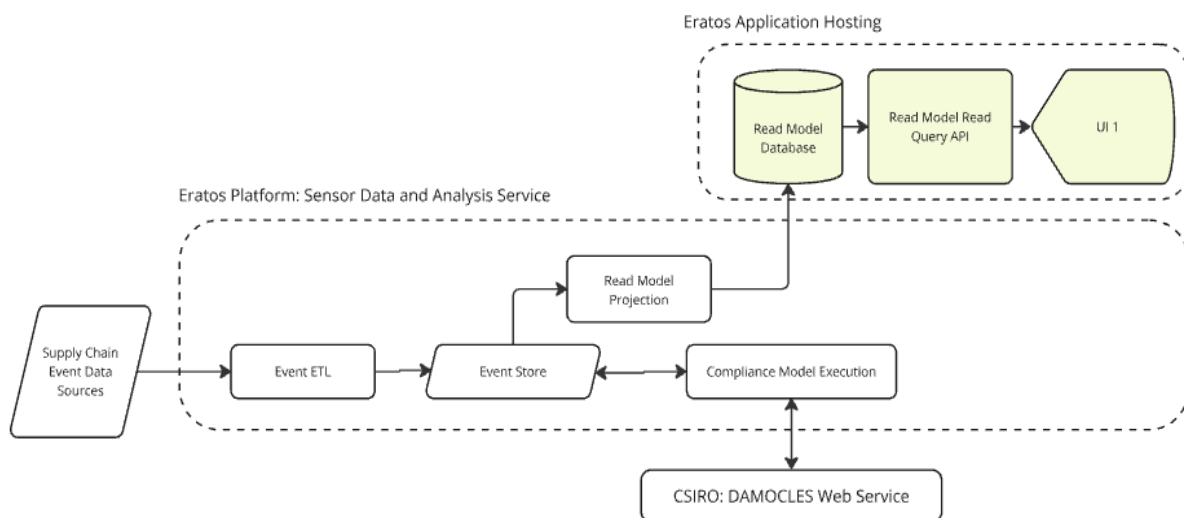 Eratos Application Hosting
Read Model
Database
Read Model Read
Query API
UI 1
Eratos Platform: Sensor Data and Analysis Service
Read Model
Projection
Supply Chain
Event Data
Sources
Event ETL
Event Store
Compliance Model Execution
CSIRO: DAMOCLES Web Service